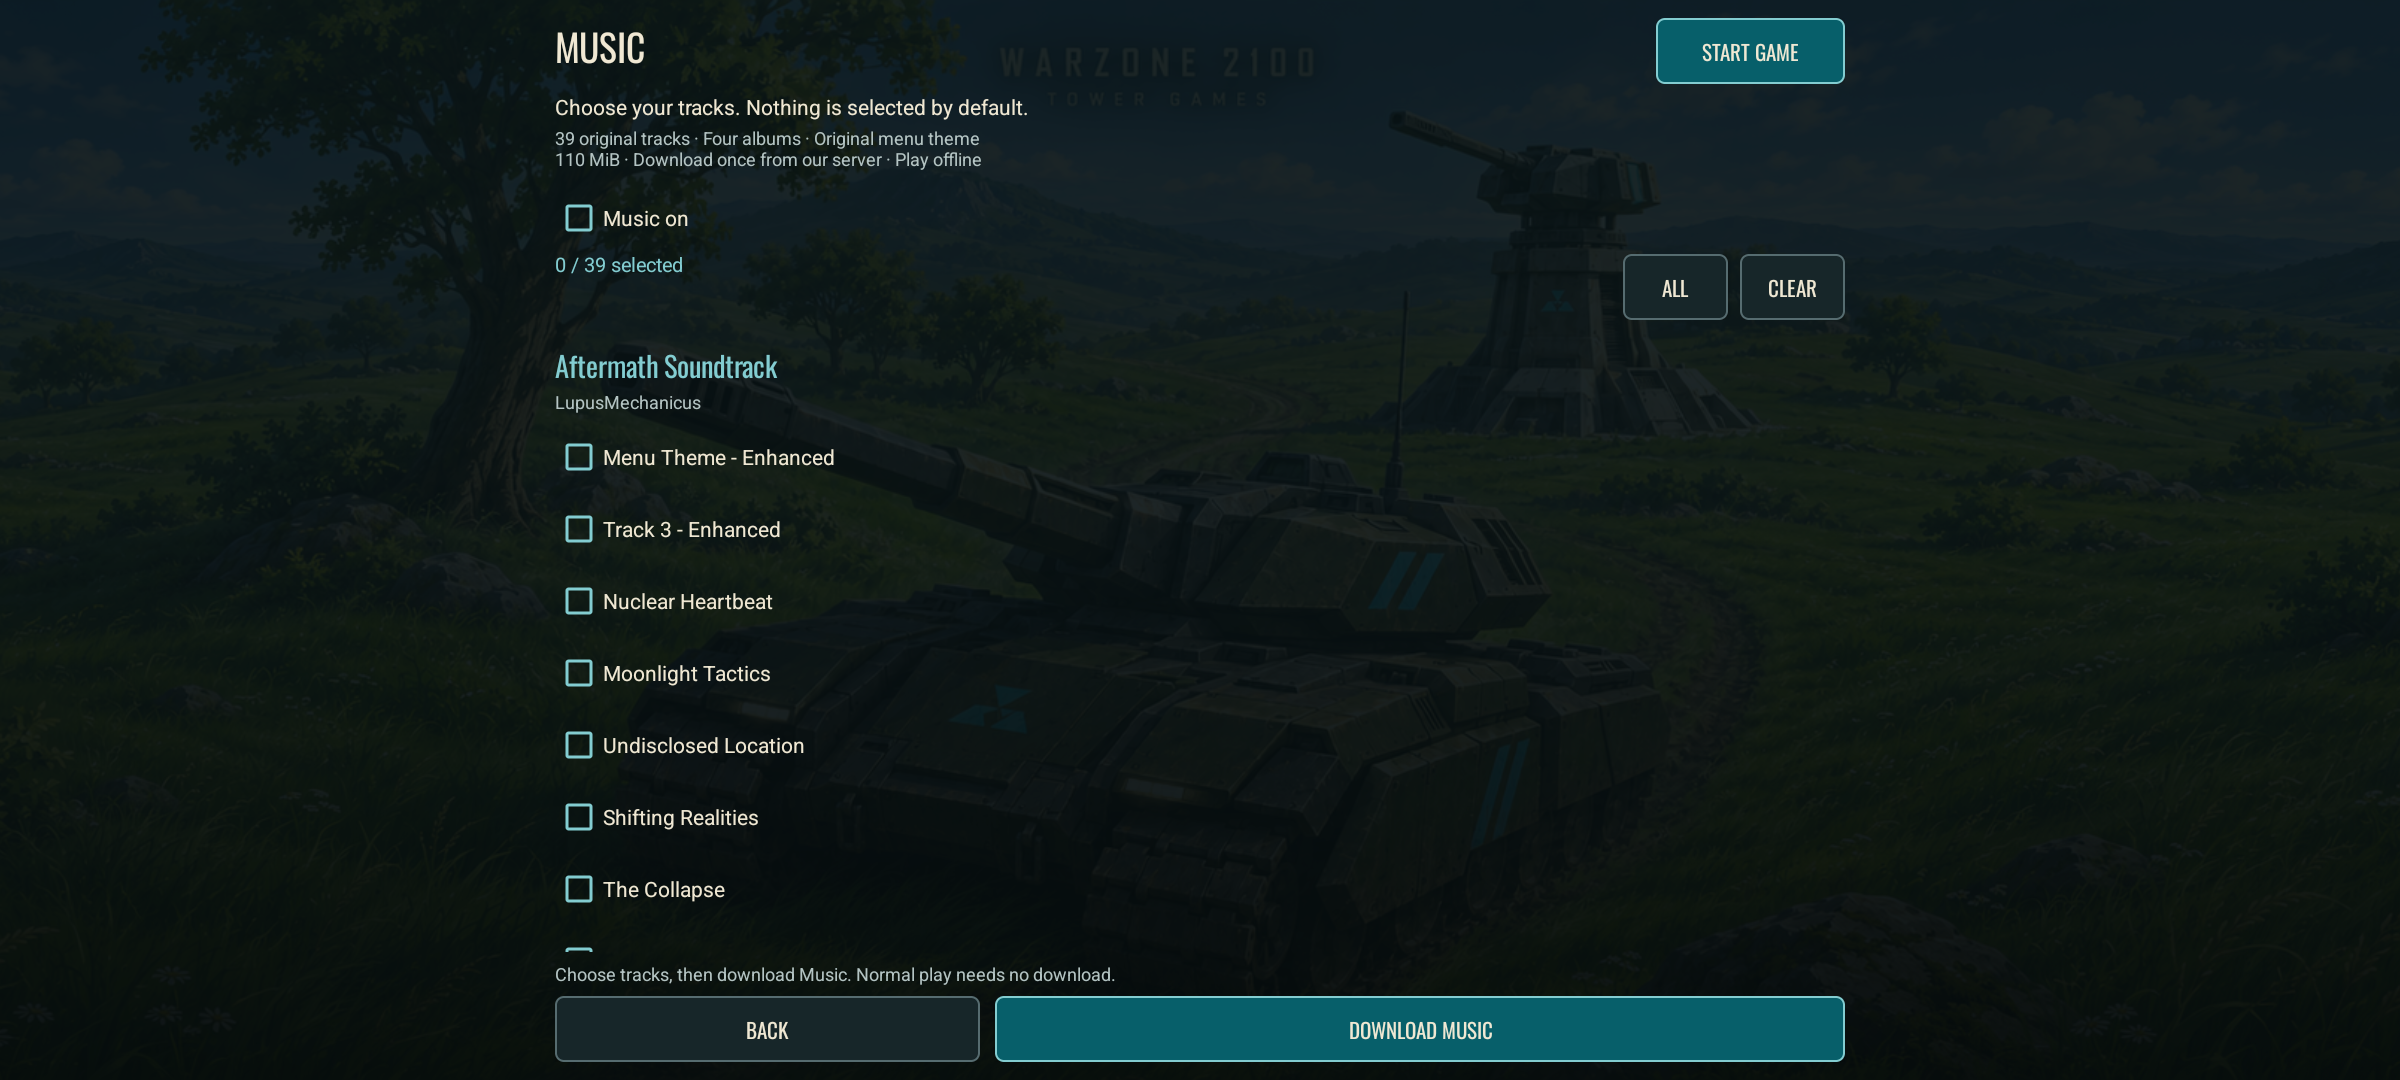 MUSIC
WARZONE 2100
TOWER GAMES
START GAME
Choose your tracks. Nothing is selected by default.
39 original tracks · Four albums · Original menu theme
110 MiB · Download once from our server · Play offline
Music on
0 / 39 selected
ALL
CLEAR
Aftermath Soundtrack
LupusMechanicus
Menu Theme - Enhanced
Track 3 - Enhanced
Nuclear Heartbeat
Moonlight Tactics
Undisclosed Location
Shifting Realities
The Collapse
Choose tracks, then download Music. Normal play needs no download.
BACK
DOWNLOAD MUSIC